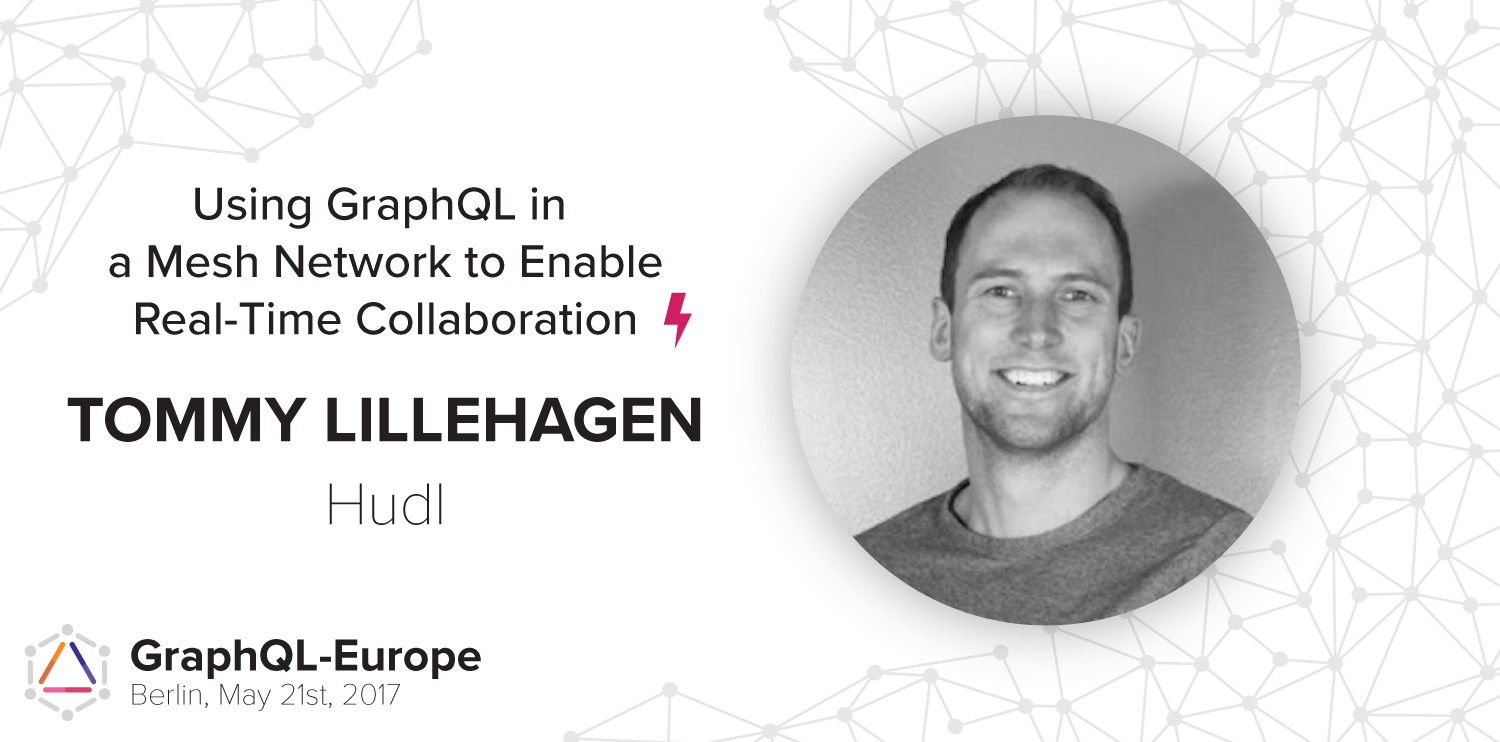 Using GraphQL in
a Mesh Network to Enable
Real-Time Collaboration
TOMMY LILLEHAGEN
Hudl
GraphQL-Europe
Berlin, May 21st, 2017